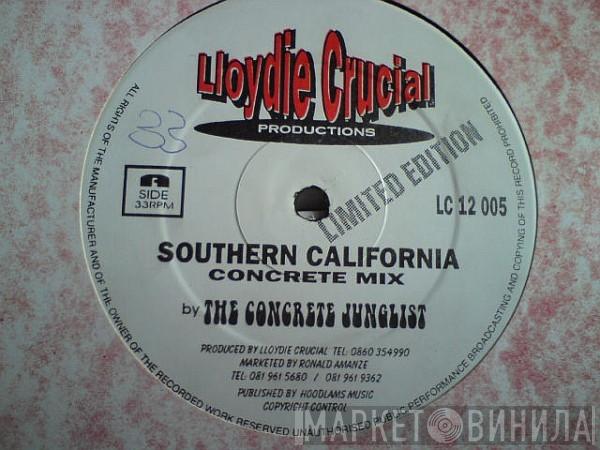 Lloydie Crucial
PRODUCTIONS
LIMITED EDITION
33
A
SIDE
33RPM
LC 12 005
SOUTHERN CALIFORNIA
CONCRETE MIX
by THE CONCRETE JUNGLIST
PRODUCED BY LLOYDIE CRUCIAL TEL: 0860 354990
MARKETED BY RONALD AMANZE
TEL: 081 961 5680 / 081 961 9362
PUBLISHED BY HOODLAMS MUSIC
COPYRIGHT CONTROL
ALL RIGHTS OF THE MANUFACTURER AND OF THE OWNER OF THE RECORDED WORK RESERVED UNAUTHORISED PUBLIC PERFORMANCE BROADCASTING AND COPYING OF THIS RECORD PROHIBITED
МАРКЕТ ВИНИЛА